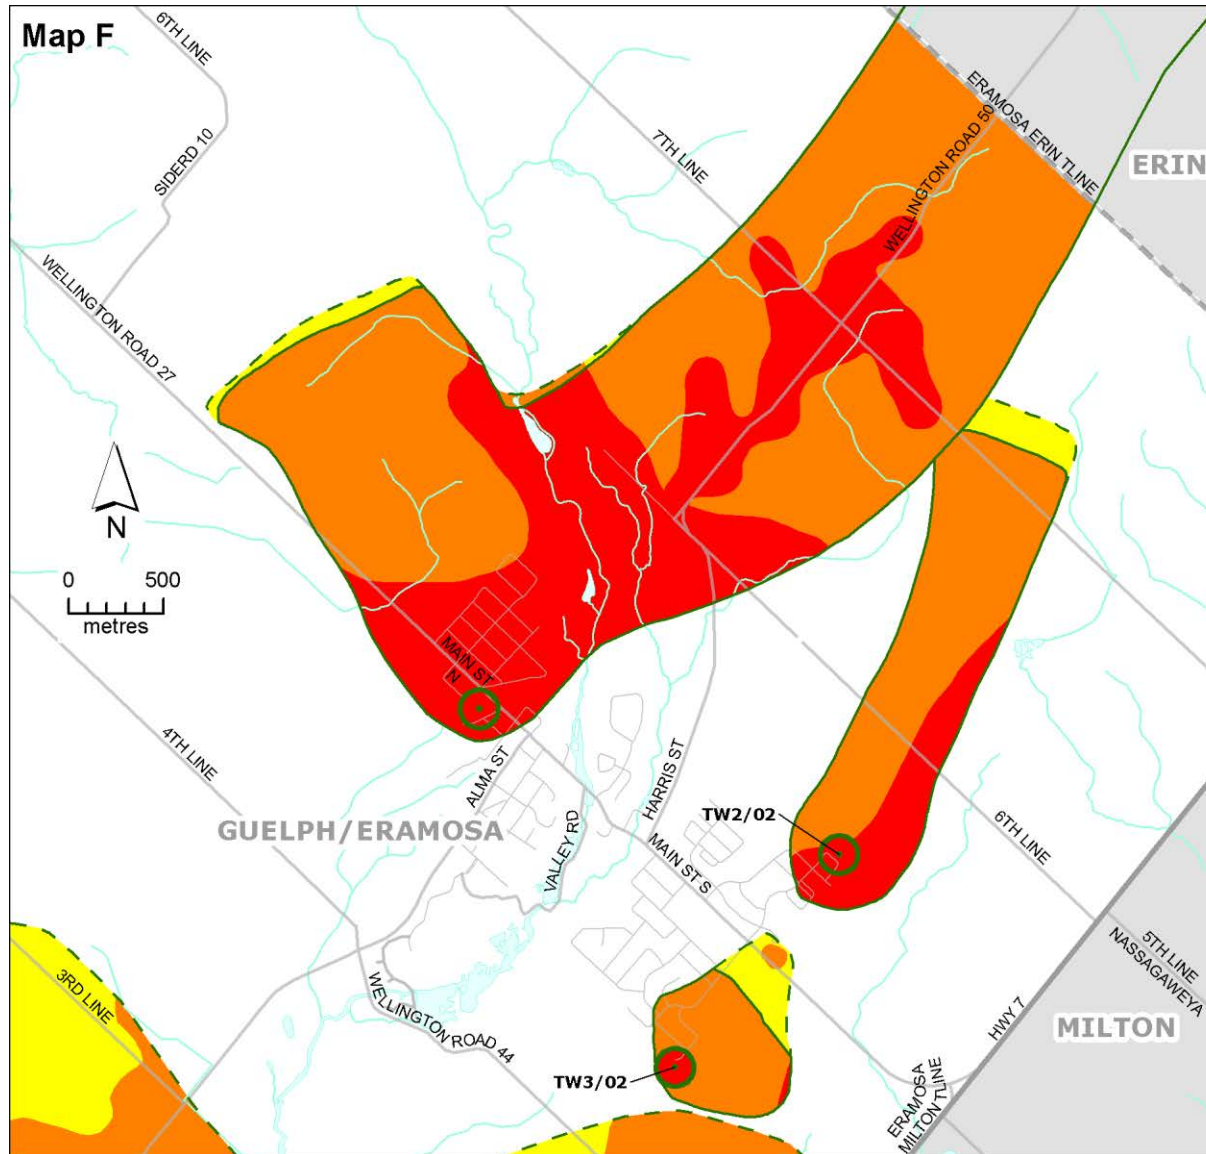 Map F
6TH LINE
SIDERD 10
7TH LINE
ERAMOSA ERIN TLINE
WELLINGTON ROAD 50
ERIN
WELLINGTON ROAD 27
N
0 500
metres
MAIN ST
N
4TH LINE
ALMA ST
HARRIS ST
GUELPH/ERAMOSA
VALLEY RD
MAIN ST S
TW2/02
6TH LINE
5TH LINE
NASSAGAWEYA
3RD LINE
WELLINGTON ROAD 44
HWY 7
MILTON
TW3/02
ERAMOSA
MILTON TLINE